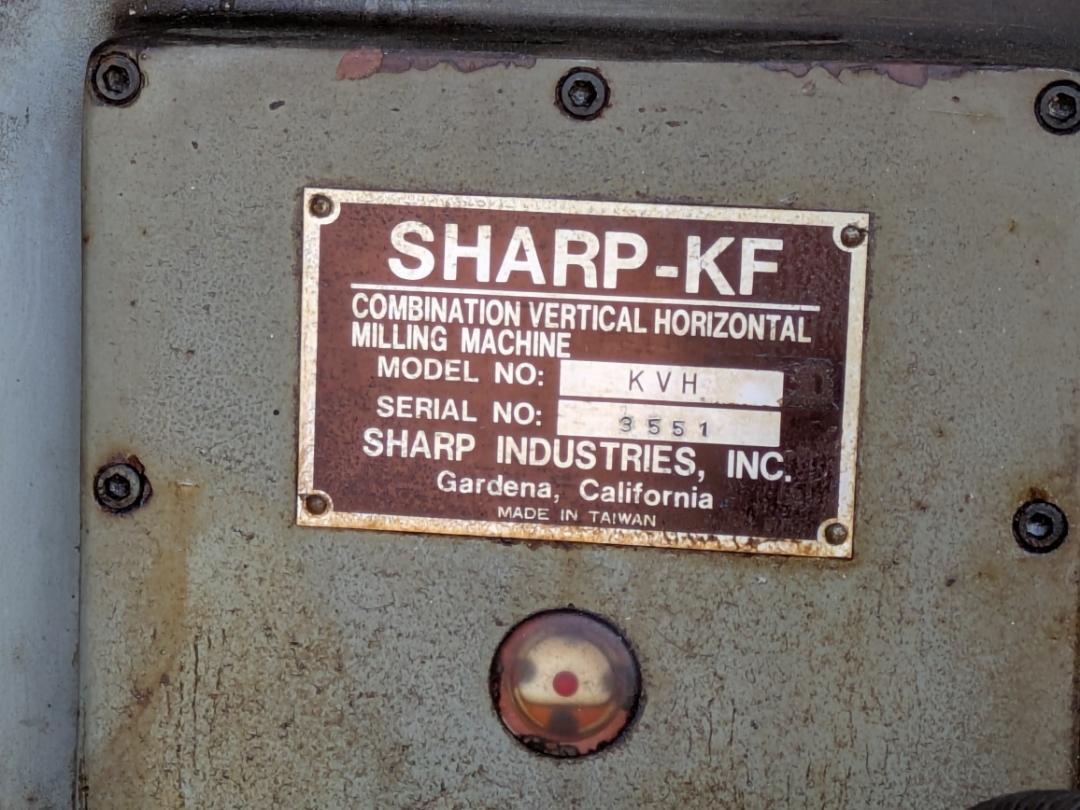 SHARP-KF
COMBINATION VERTICAL HORIZONTAL
MILLING MACHINE
MODEL NO: KVH
SERIAL NO: 3551
SHARP INDUSTRIES, INC.
Gardena, California
MADE IN TAIWAN